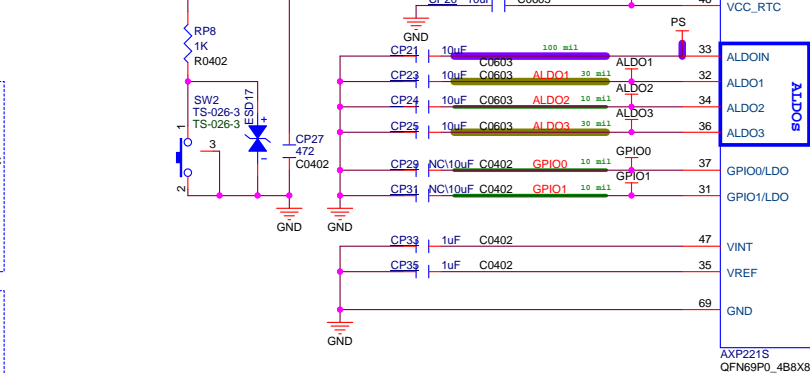 CP26 10uF C0603 48 VCC_RTC
GND
PS
RP8
1K
R0402
CP21 10uF C0603 100 mil 33 ALDOIN
ALDO1
CP23 10uF C0603 ALDO1 30 mil 32 ALDO1
ALDO2
CP24 10uF C0603 ALDO2 10 mil 34 ALDO2
ALDO3
CP25 10uF C0603 ALDO3 30 mil 36 ALDO3
ALDOs
SW2
TS-026-3
TS-026-3
ESD17
1
3
2
+
-
CP27
472
C0402
GPIO0
CP29 NC\10uF C0402 GPIO0 10 mil 37 GPIO0/LDO
GPIO1
CP31 NC\10uF C0402 GPIO1 10 mil 31 GPIO1/LDO
GND
GND
CP33 1uF C0402 47 VINT
CP35 1uF C0402 35 VREF
69 GND
GND
AXP221S
QFN69P0_4B8X8